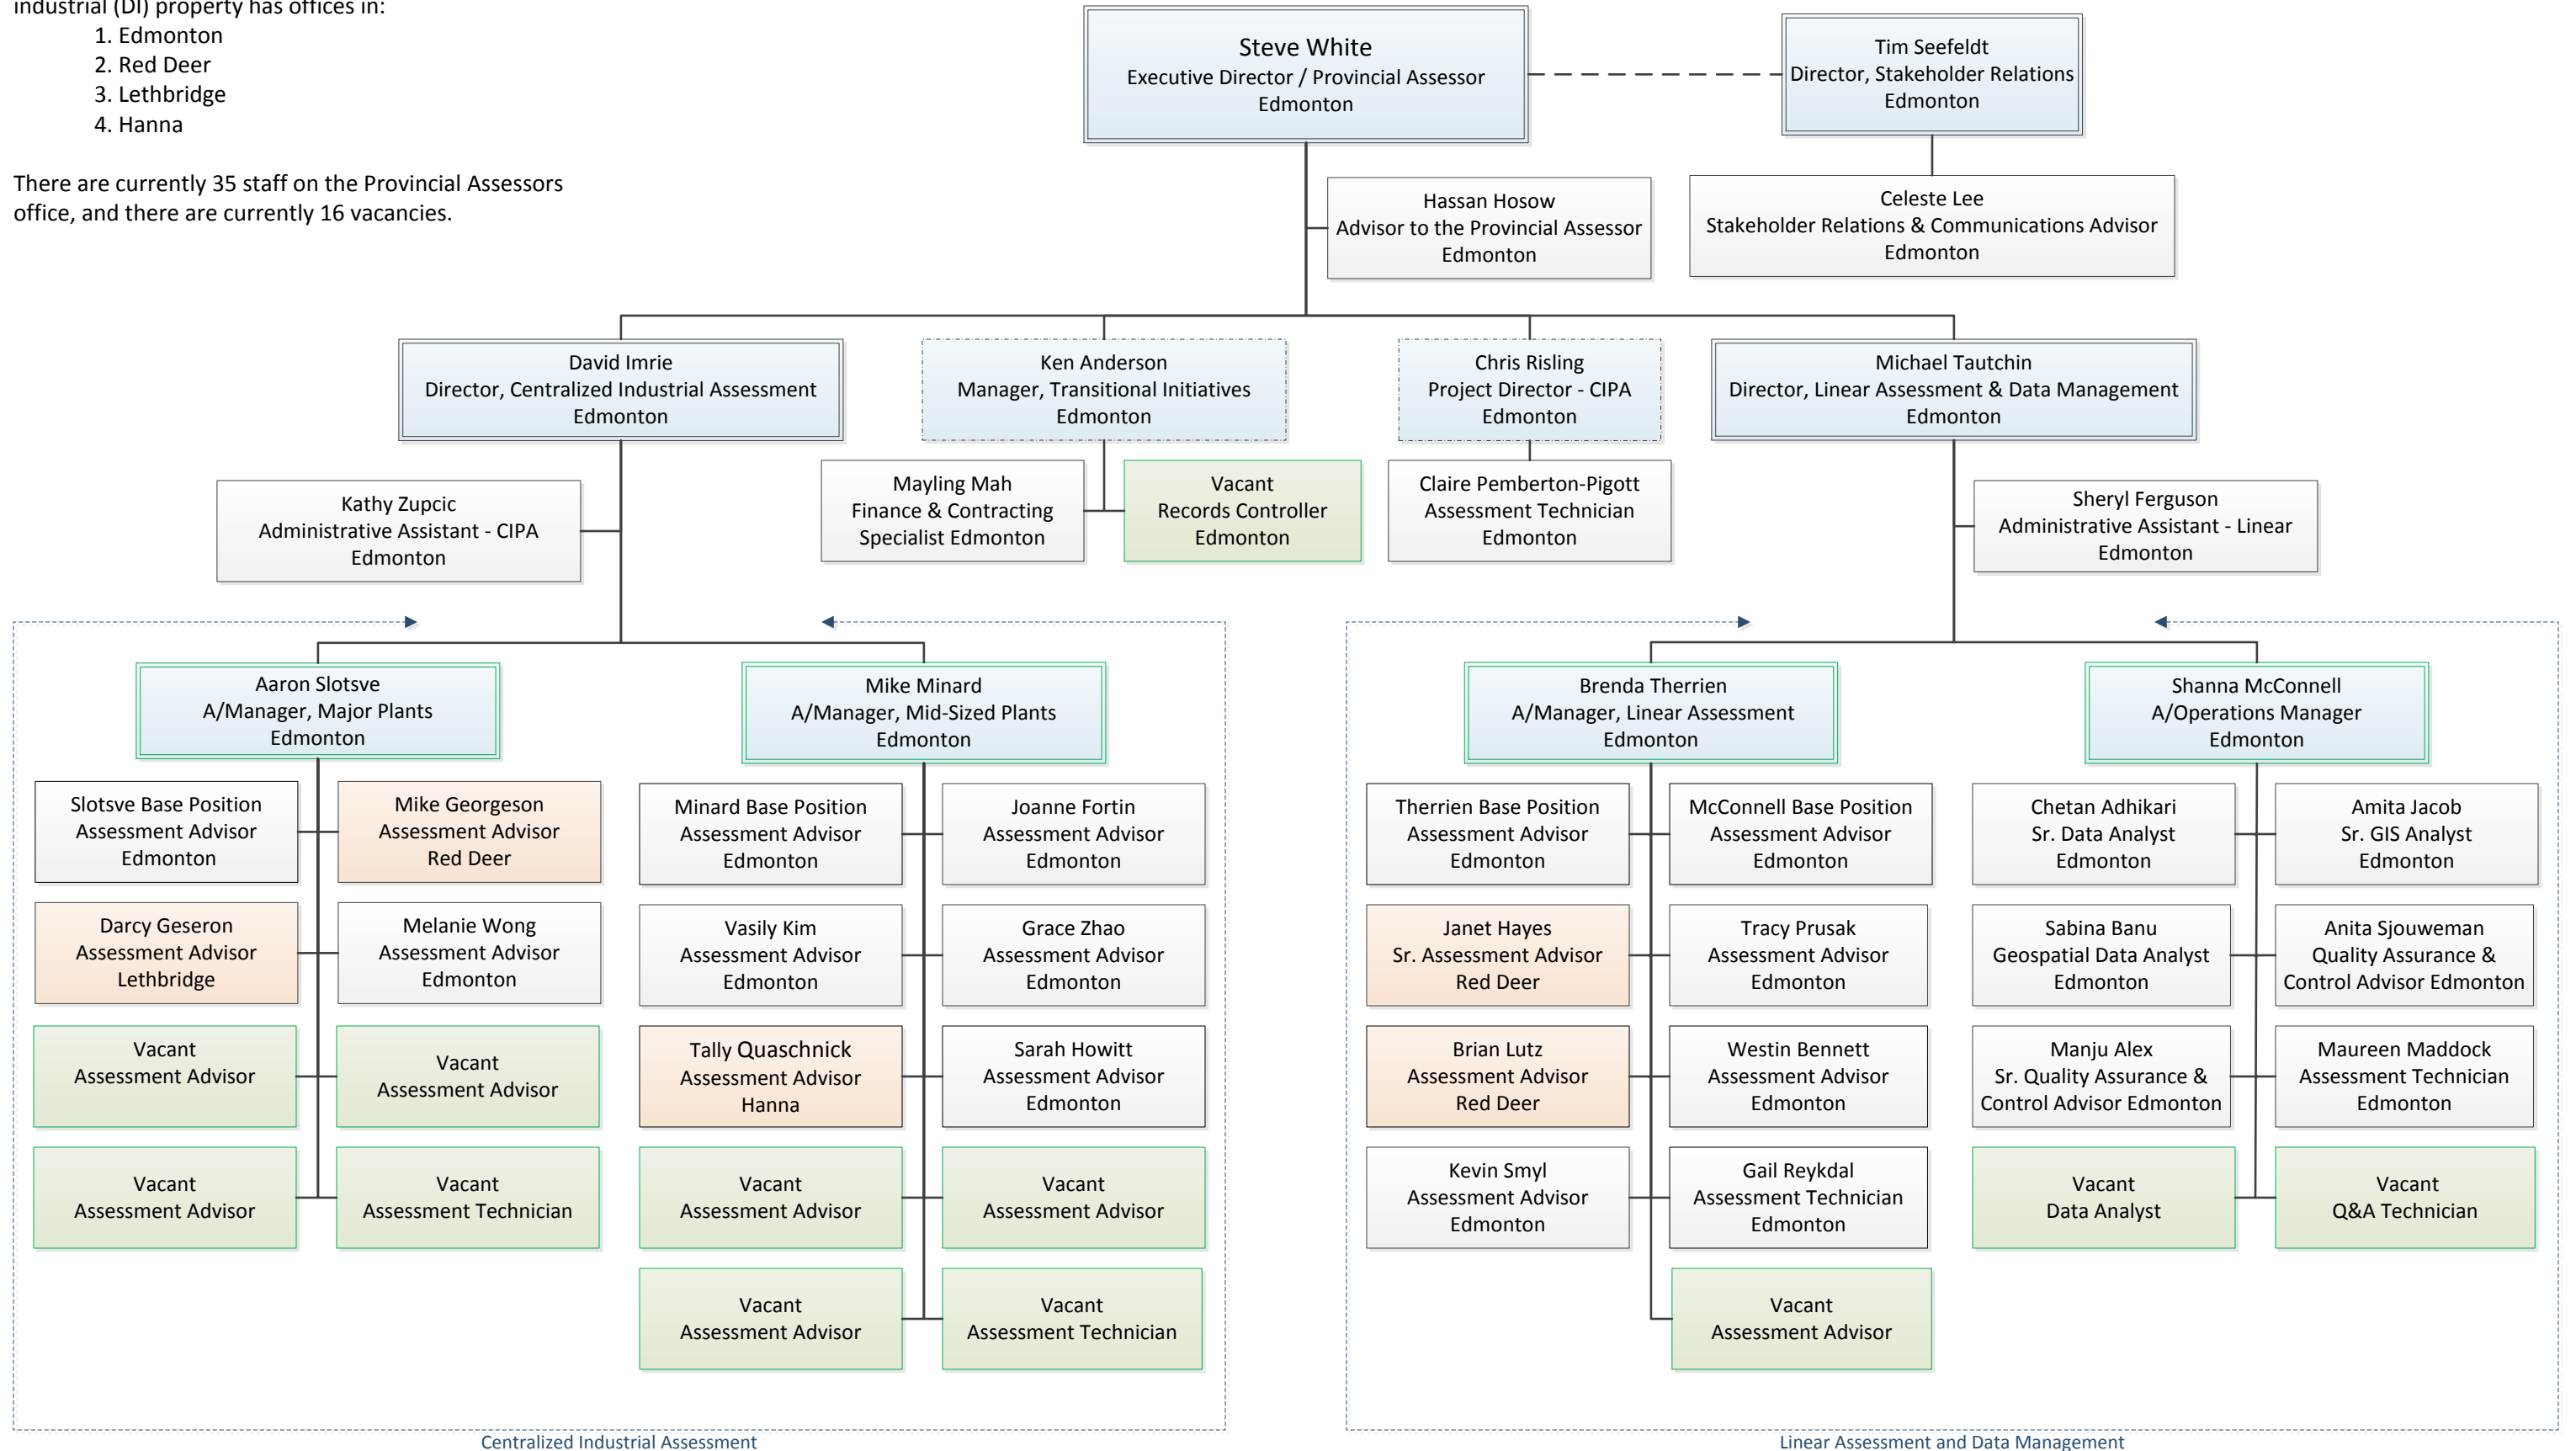 industrial (DI) property has offices in:
1. Edmonton
2. Red Deer
3. Lethbridge
4. Hanna
There are currently 35 staff on the Provincial Assessors
office, and there are currently 16 vacancies.
Steve White
Executive Director / Provincial Assessor
Edmonton
Tim Seefeldt
Director, Stakeholder Relations
Edmonton
Hassan Hosow
Advisor to the Provincial Assessor
Edmonton
Celeste Lee
Stakeholder Relations & Communications Advisor
Edmonton
David Imrie
Director, Centralized Industrial Assessment
Edmonton
Ken Anderson
Manager, Transitional Initiatives
Edmonton
Chris Risling
Project Director - CIPA
Edmonton
Michael Tautchin
Director, Linear Assessment & Data Management
Edmonton
Kathy Zupcic
Administrative Assistant - CIPA
Edmonton
Mayling Mah
Finance & Contracting
Specialist Edmonton
Vacant
Records Controller
Edmonton
Claire Pemberton-Pigott
Assessment Technician
Edmonton
Sheryl Ferguson
Administrative Assistant - Linear
Edmonton
Aaron Slotsve
A/Manager, Major Plants
Edmonton
Mike Minard
A/Manager, Mid-Sized Plants
Edmonton
Brenda Therrien
A/Manager, Linear Assessment
Edmonton
Shanna McConnell
A/Operations Manager
Edmonton
Slotsve Base Position
Assessment Advisor
Edmonton
Mike Georgeson
Assessment Advisor
Red Deer
Minard Base Position
Assessment Advisor
Edmonton
Joanne Fortin
Assessment Advisor
Edmonton
Therrien Base Position
Assessment Advisor
Edmonton
McConnell Base Position
Assessment Advisor
Edmonton
Chetan Adhikari
Sr. Data Analyst
Edmonton
Amita Jacob
Sr. GIS Analyst
Edmonton
Darcy Geseron
Assessment Advisor
Lethbridge
Melanie Wong
Assessment Advisor
Edmonton
Vasily Kim
Assessment Advisor
Edmonton
Grace Zhao
Assessment Advisor
Edmonton
Janet Hayes
Sr. Assessment Advisor
Red Deer
Tracy Prusak
Assessment Advisor
Edmonton
Sabina Banu
Geospatial Data Analyst
Edmonton
Anita Sjouweman
Quality Assurance &
Control Advisor Edmonton
Vacant
Assessment Advisor
Vacant
Assessment Advisor
Tally Quaschnick
Assessment Advisor
Hanna
Sarah Howitt
Assessment Advisor
Edmonton
Brian Lutz
Assessment Advisor
Red Deer
Westin Bennett
Assessment Advisor
Edmonton
Manju Alex
Sr. Quality Assurance &
Control Advisor Edmonton
Maureen Maddock
Assessment Technician
Edmonton
Vacant
Assessment Advisor
Vacant
Assessment Technician
Vacant
Assessment Advisor
Vacant
Assessment Advisor
Kevin Smyl
Assessment Advisor
Edmonton
Gail Reykdal
Assessment Technician
Edmonton
Vacant
Data Analyst
Vacant
Q&A Technician
Vacant
Assessment Advisor
Vacant
Assessment Technician
Vacant
Assessment Advisor
Centralized Industrial Assessment
Linear Assessment and Data Management